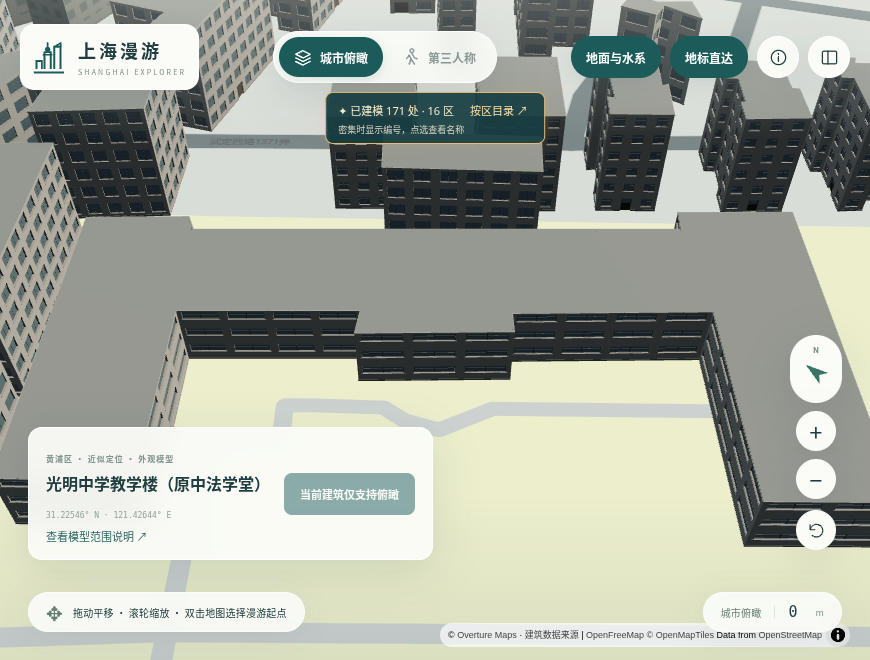 上海漫游
SHANGHAI EXPLORER
城市俯瞰
第三人称
地面与水系
地标直达
✦ 已建模 171 处 · 16 区 按区目录 ↗
密集时显示编号，点选查看名称
N
黄浦区 · 近似定位 · 外观模型
光明中学教学楼（原中法学堂）
当前建筑仅支持俯瞰
31.22546° N · 121.42644° E
查看模型范围说明 ↗
+
−
拖动平移 · 滚轮缩放 · 双击地图选择漫游起点
城市俯瞰 0 m
© Overture Maps · 建筑数据来源 | OpenFreeMap © OpenMapTiles Data from OpenStreetMap